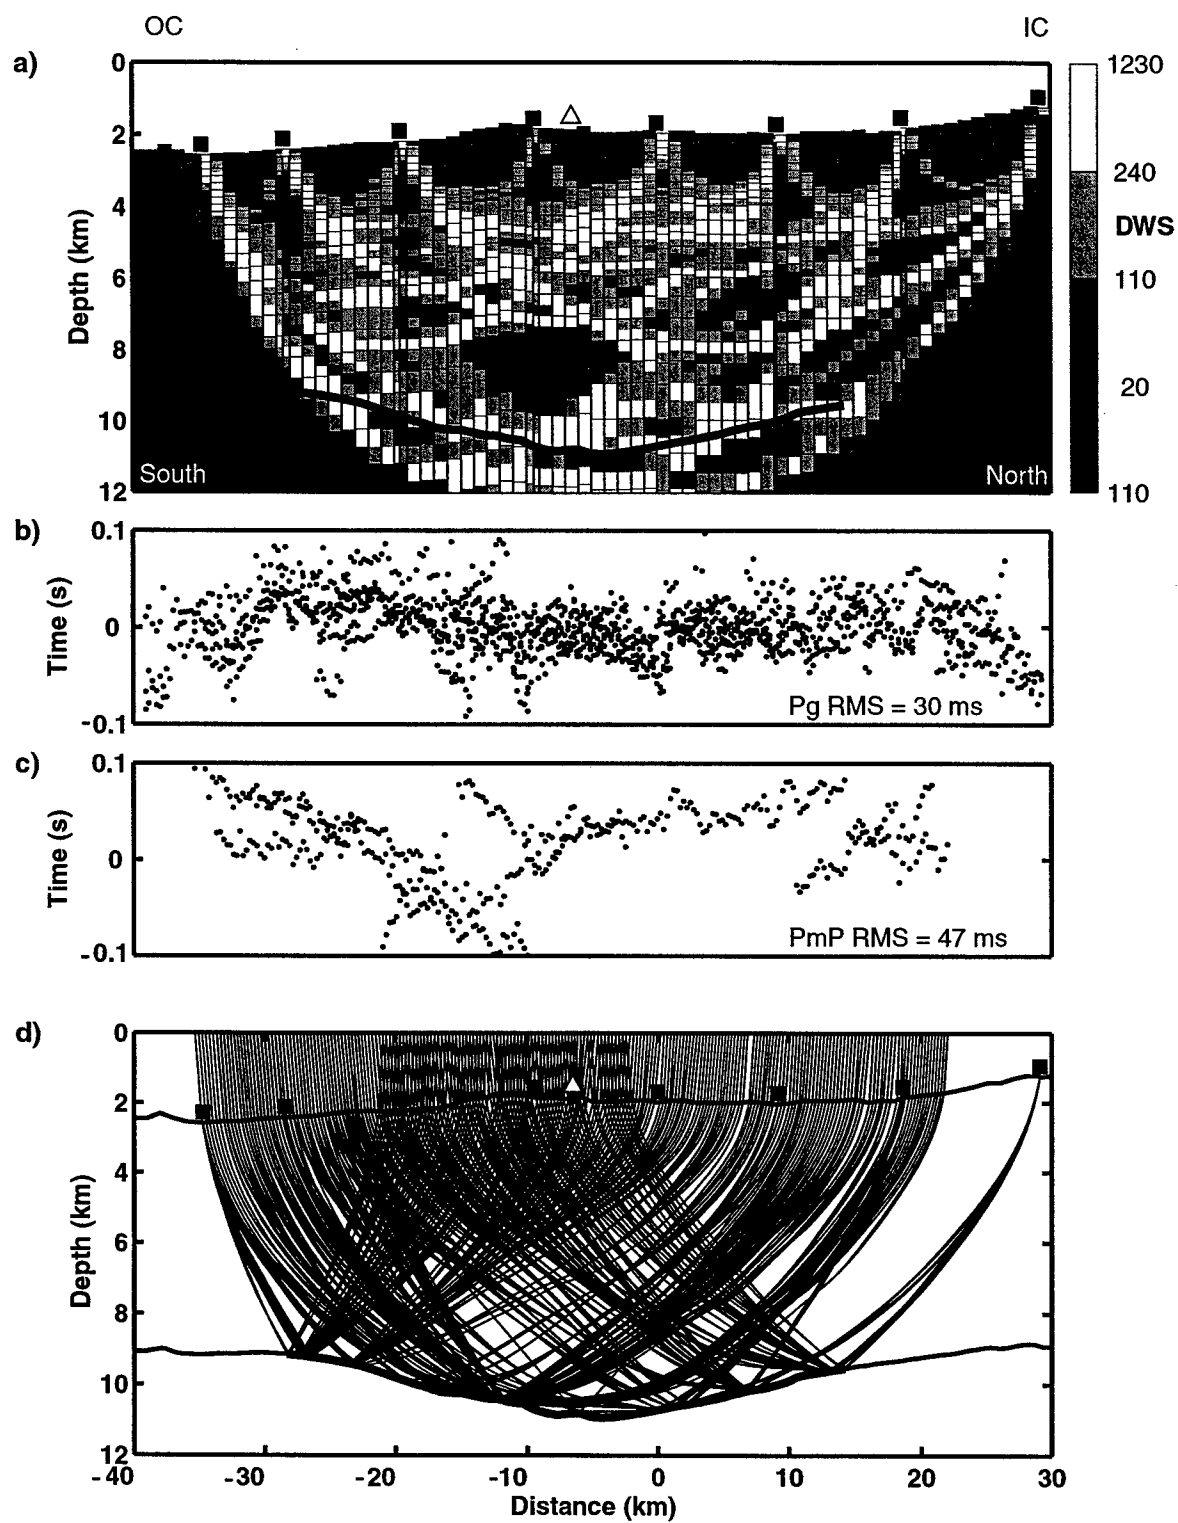 OC IC
a)
0
2
4
6
8
10
12
Depth (km)
South North
1230
240
DWS
110
20
110
b)
0.1
0
-0.1
Time (s)
Pg RMS = 30 ms
c)
0.1
0
-0.1
Time (s)
PmP RMS = 47 ms
d)
0
2
4
6
8
10
12
Depth (km)
-40 -30 -20 -10 0 10 20 30
Distance (km)